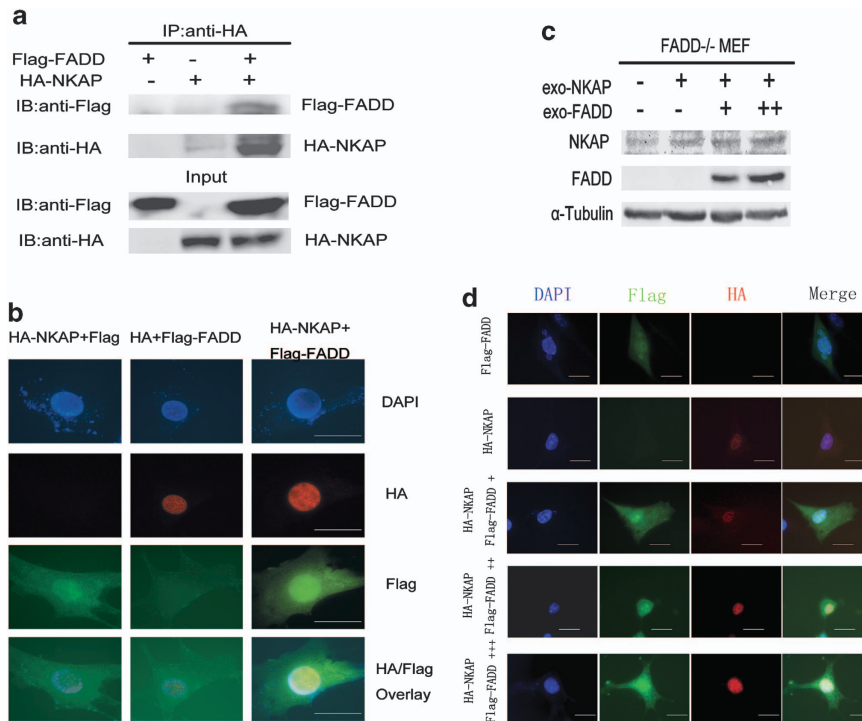 a
IP:anti-HA
Flag-FADD + - +
HA-NKAP - + +
IB:anti-Flag Flag-FADD
IB:anti-HA HA-NKAP
Input
IB:anti-Flag Flag-FADD
IB:anti-HA HA-NKAP
b
HA-NKAP+Flag HA+Flag-FADD HA-NKAP+
Flag-FADD
DAPI
HA
Flag
HA/Flag
Overlay
c
FADD-/- MEF
exo-NKAP - + + +
exo-FADD - - + ++
NKAP
FADD
α-Tubulin
d
DAPI Flag HA Merge
Flag-FADD
HA-NKAP
HA-NKAP
Flag-FADD +
HA-NKAP
Flag-FADD ++
HA-NKAP
Flag-FADD +++